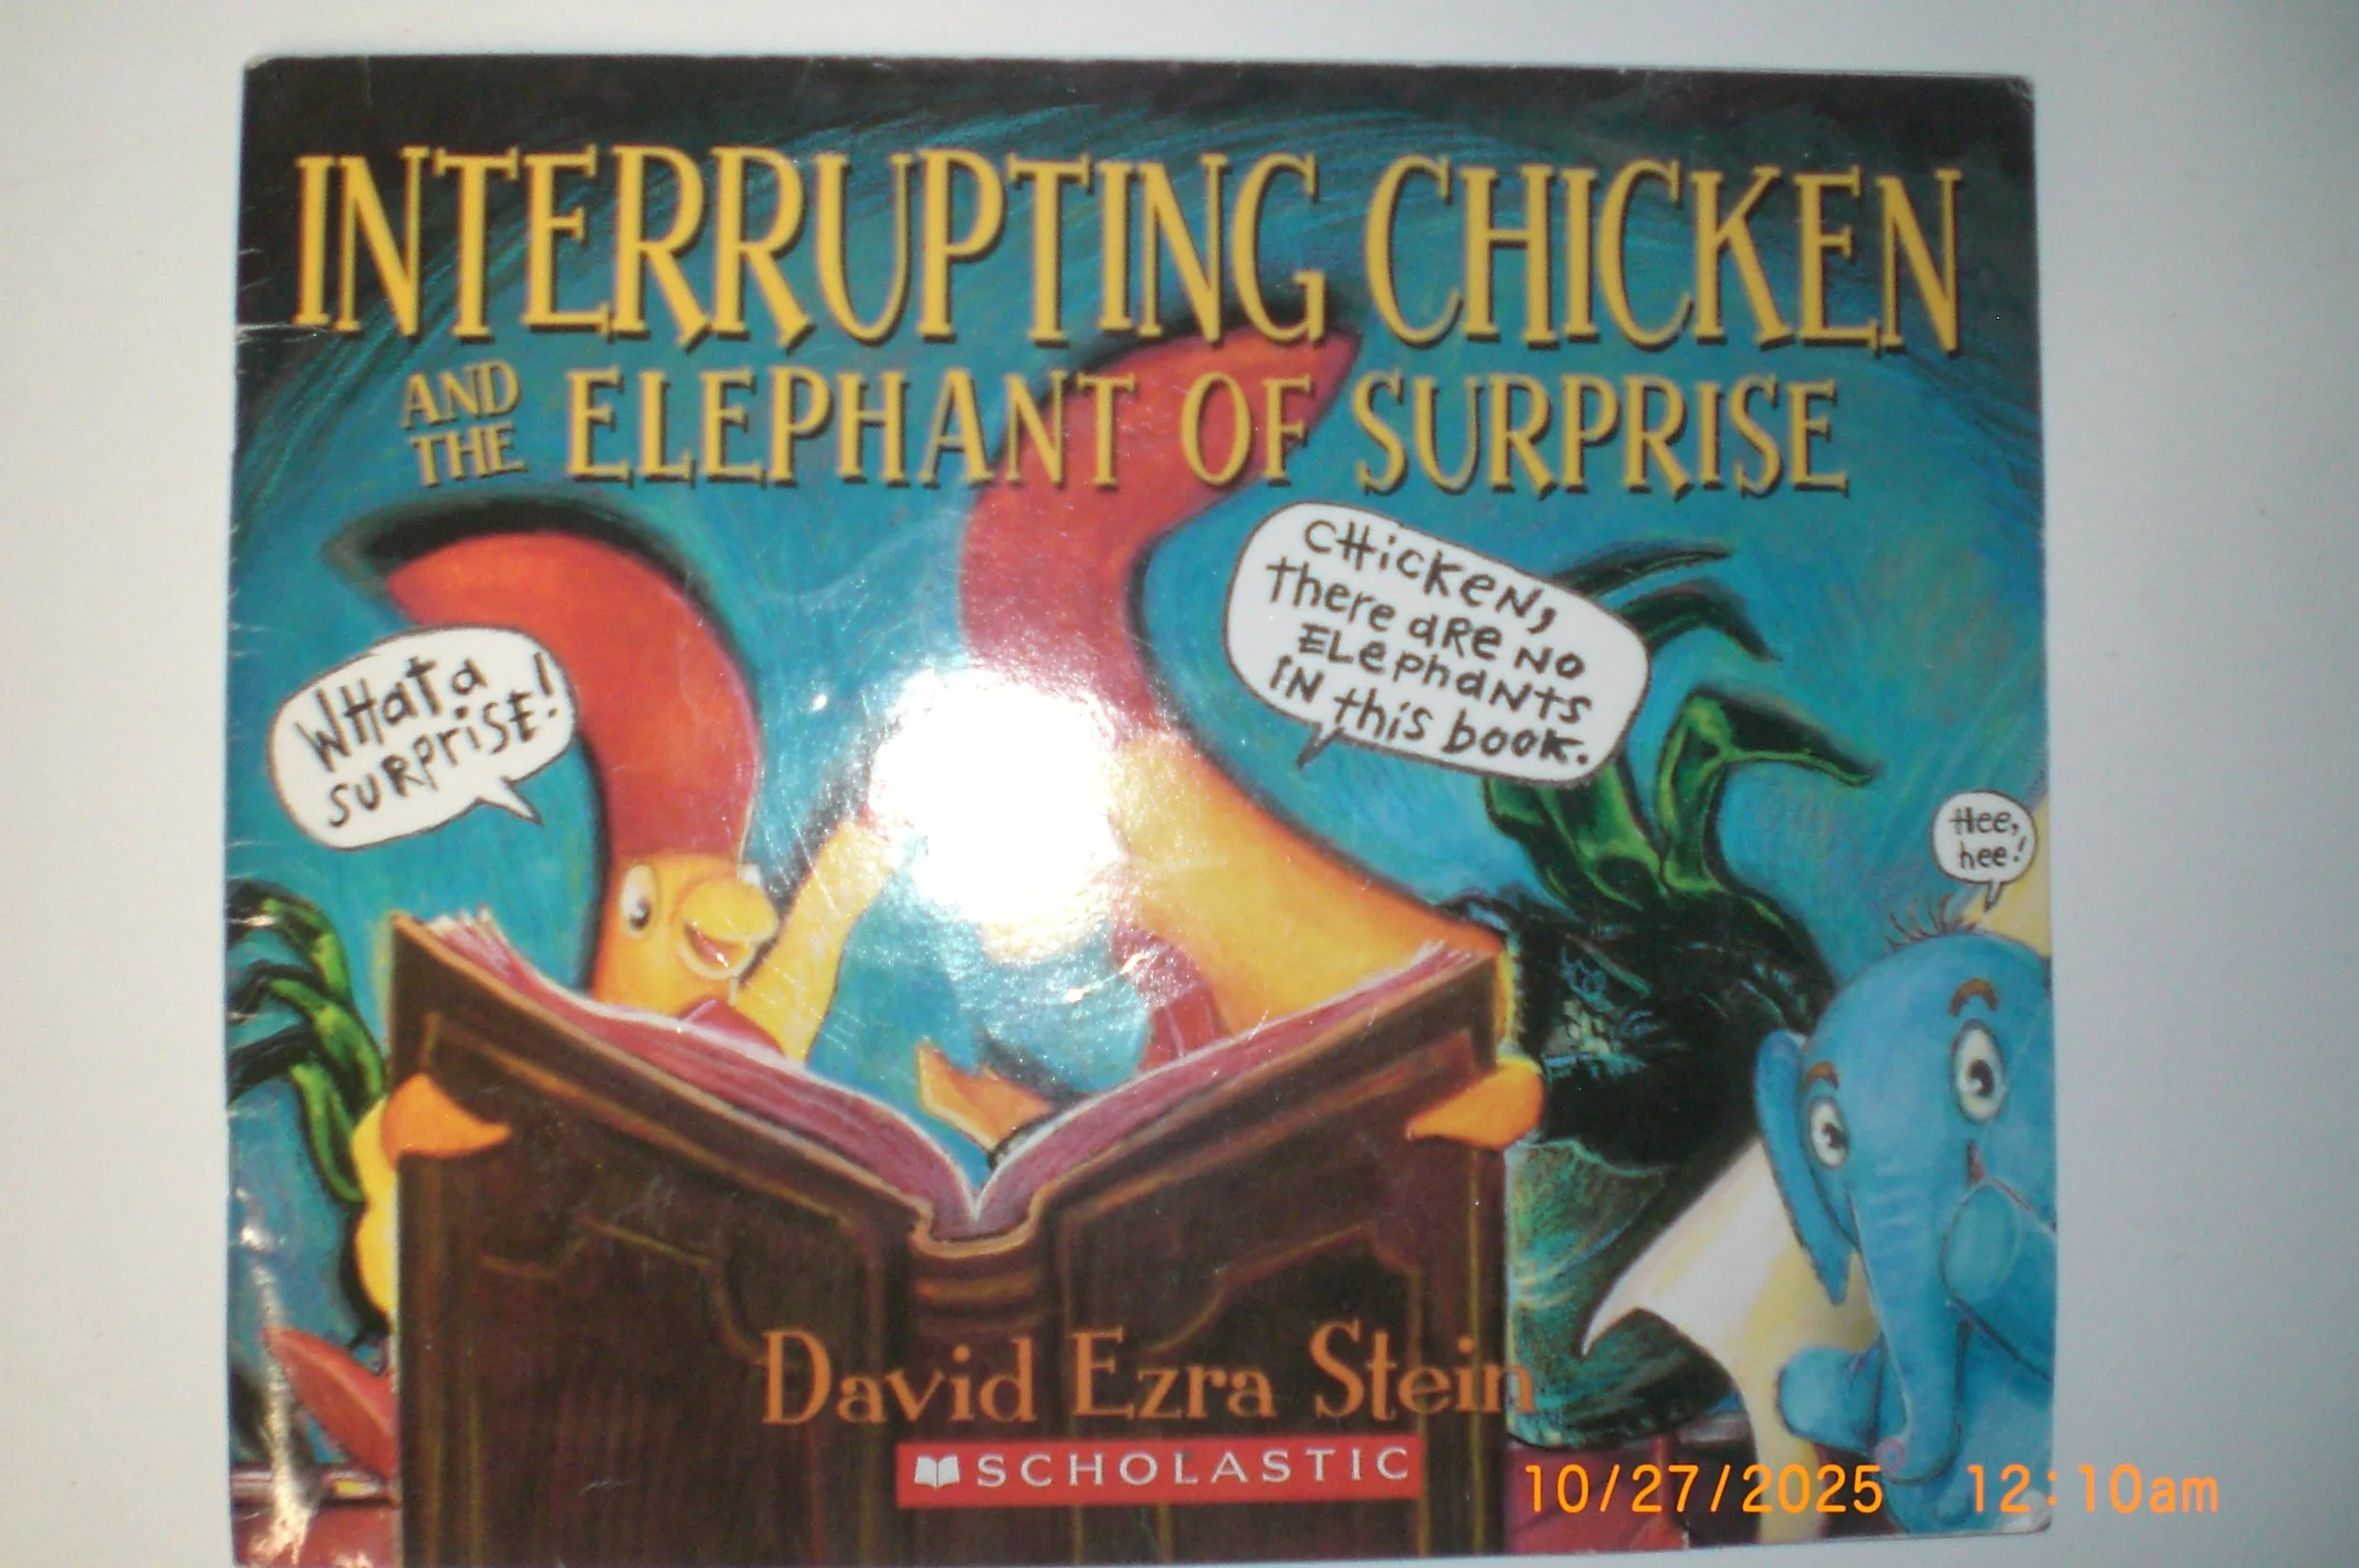 INTERRUPTING CHICKEN
AND THE ELEPHANT OF SURPRISE
WHat a
SURPRISE!
CHicKeN,
there aRe NO
ELephaNts
IN this book.
Hee,
hee!
David Ezra Stein
SCHOLASTIC
10/27/2025 12:10am